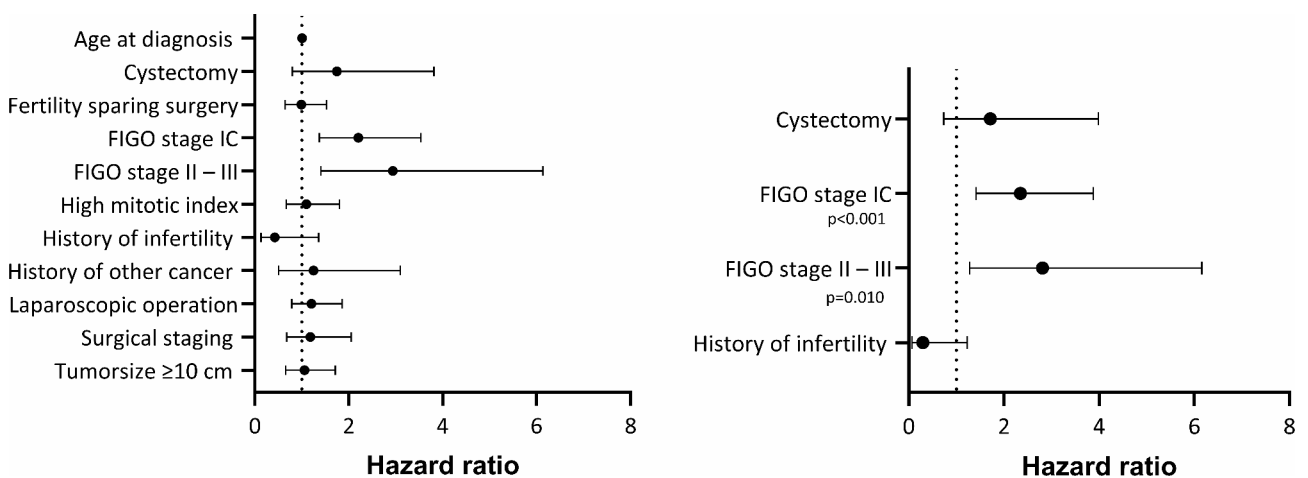 Age at diagnosis
Cystectomy
Fertility sparing surgery
FIGO stage IC
FIGO stage II – III
High mitotic index
History of infertility
History of other cancer
Laparoscopic operation
Surgical staging
Tumorsize ≥10 cm
0 2 4 6 8
Hazard ratio
Cystectomy
FIGO stage IC
p<0.001
FIGO stage II – III
p=0.010
History of infertility
0 2 4 6 8
Hazard ratio